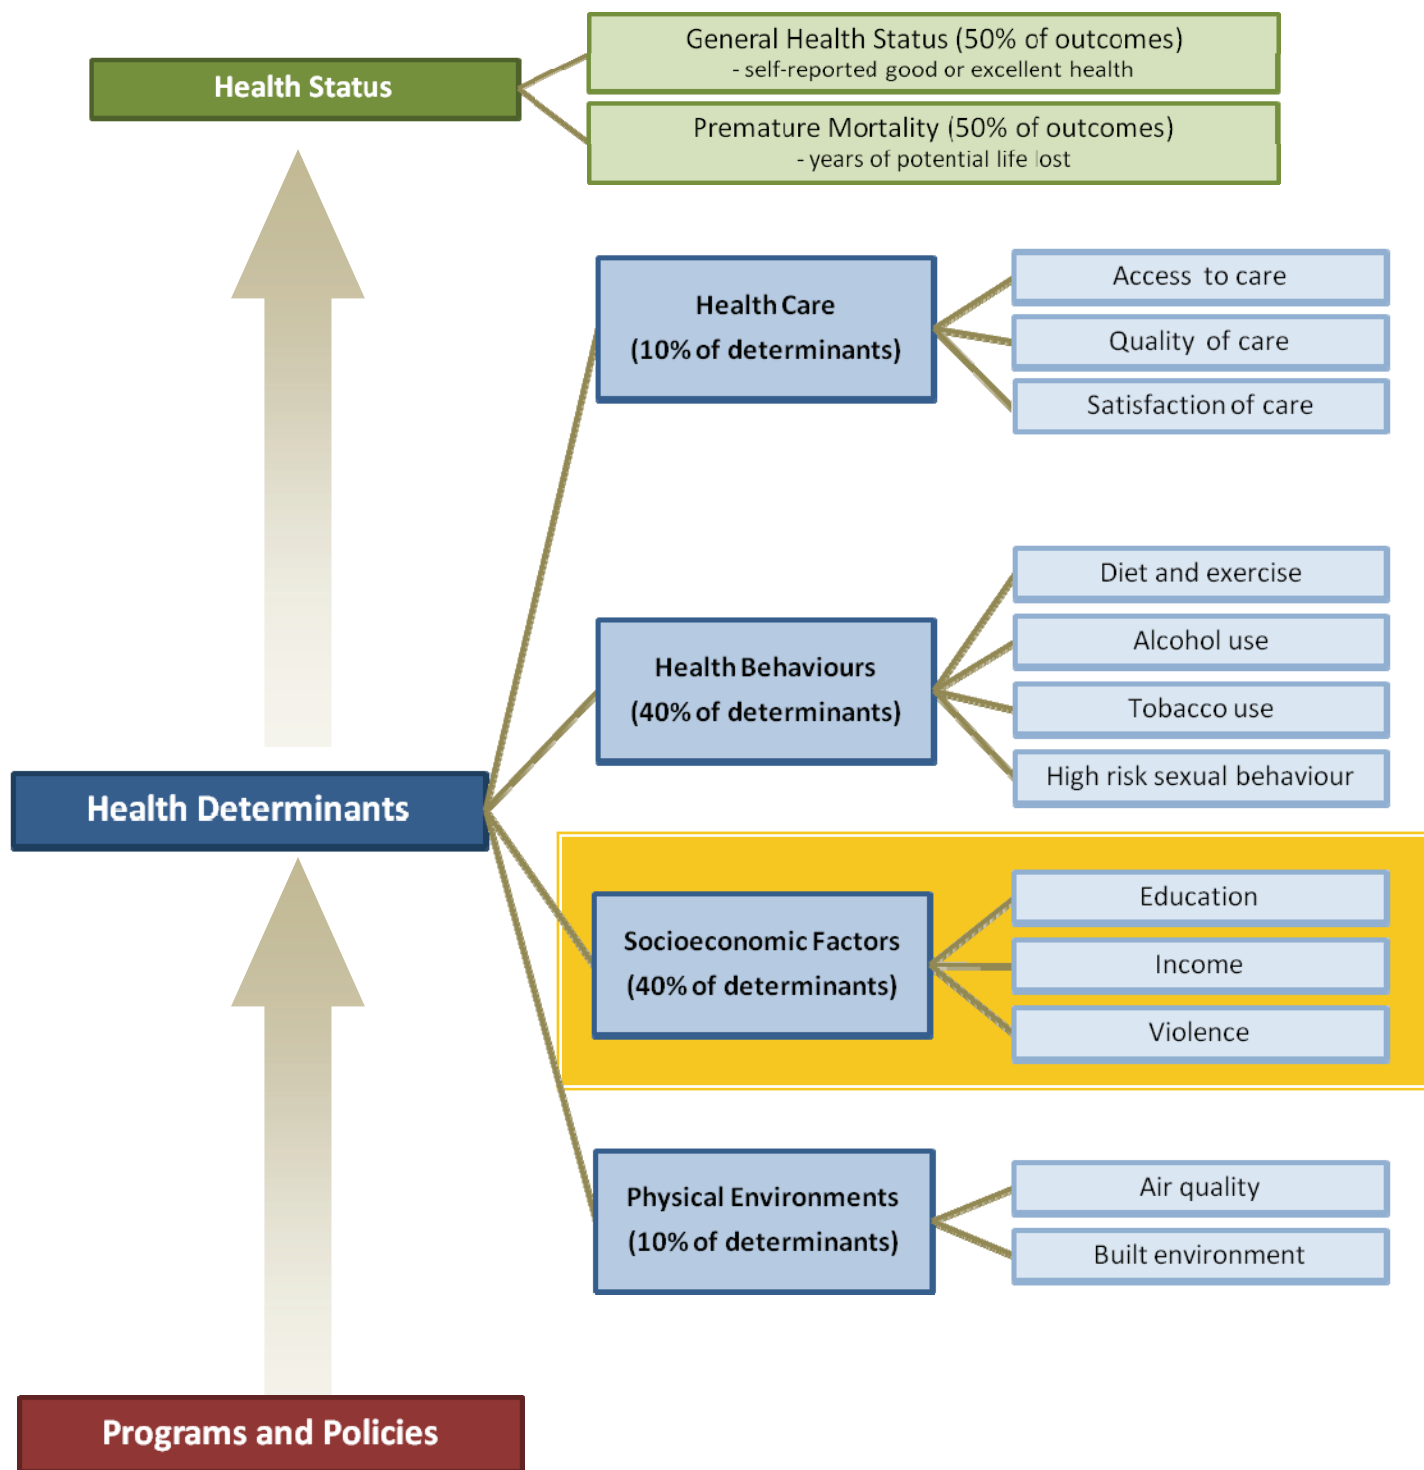 General Health Status (50% of outcomes)
- self-reported good or excellent health
Health Status
Premature Mortality (50% of outcomes)
- years of potential life lost
Health Care
(10% of determinants)
Access to care
Quality of care
Satisfaction of care
Health Behaviours
(40% of determinants)
Diet and exercise
Alcohol use
Tobacco use
High risk sexual behaviour
Health Determinants
Socioeconomic Factors
(40% of determinants)
Education
Income
Violence
Physical Environments
(10% of determinants)
Air quality
Built environment
Programs and Policies